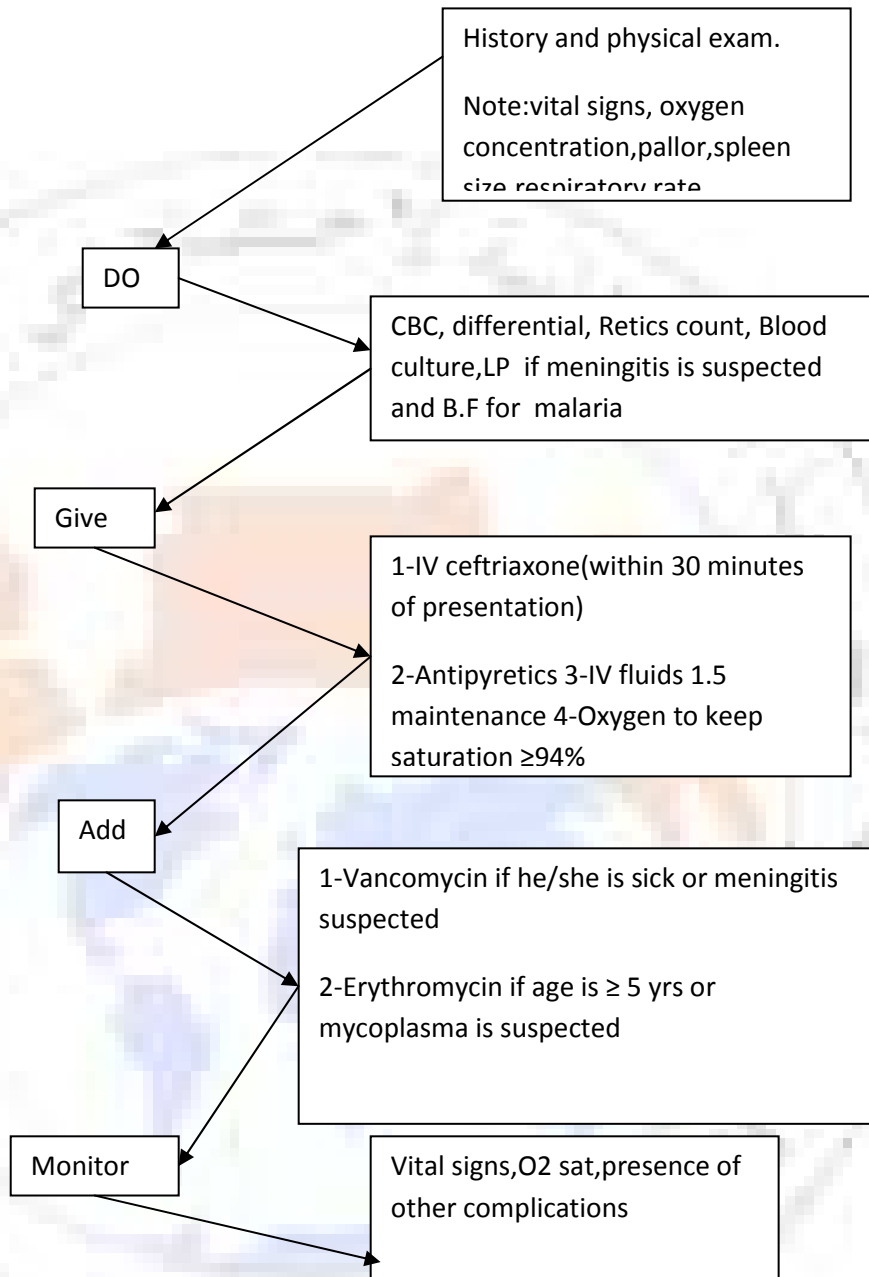 History and physical exam.
Note:vital signs, oxygen
concentration,pallor,spleen
size,respiratory rate
DO
CBC, differential, Retics count, Blood
culture,LP if meningitis is suspected
and B.F for malaria
Give
1-IV ceftriaxone(within 30 minutes
of presentation)
2-Antipyretics 3-IV fluids 1.5
maintenance 4-Oxygen to keep
saturation ≥94%
Add
1-Vancomycin if he/she is sick or meningitis
suspected
2-Erythromycin if age is ≥ 5 yrs or
mycoplasma is suspected
Monitor
Vital signs,O2 sat,presence of
other complications